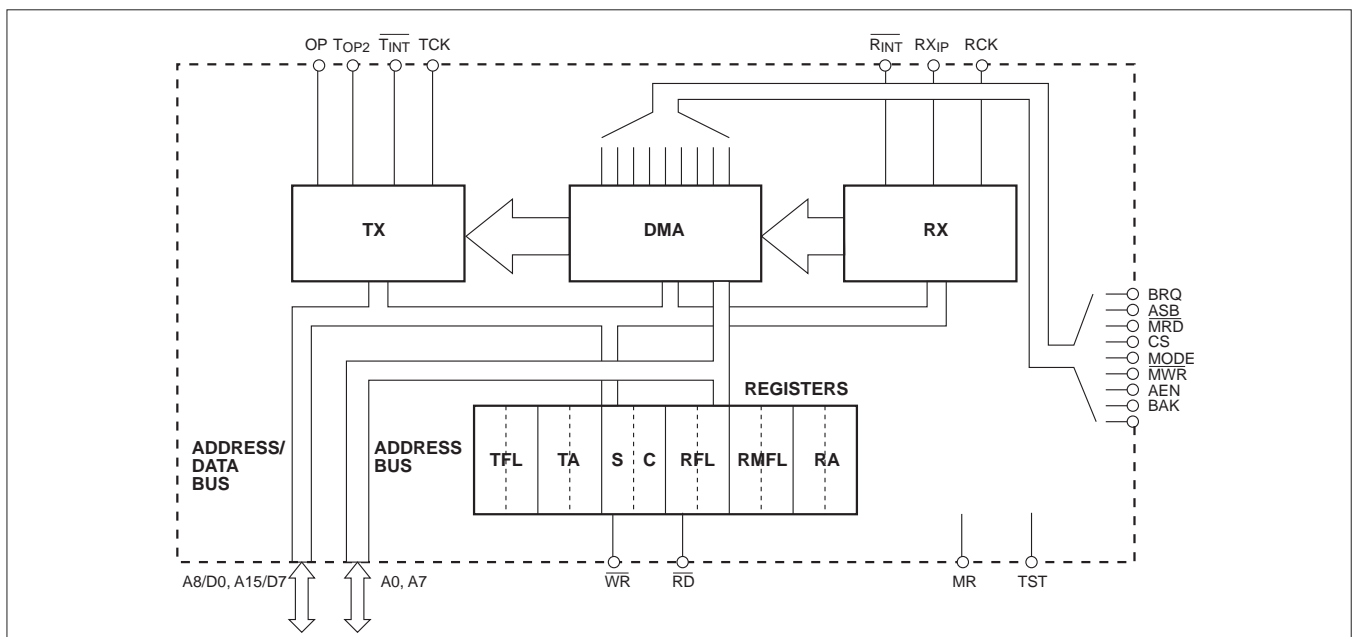 OP TOP2 TINT TCK RINT RXIP RCK
TX DMA RX
BRQ
ASB
MRD
CS
MODE
MWR
AEN
BAK
REGISTERS
ADDRESS/
DATA
BUS
ADDRESS
BUS
TFL TA S C RFL RMFL RA
A8/D0, A15/D7 A0, A7 WR RD MR TST